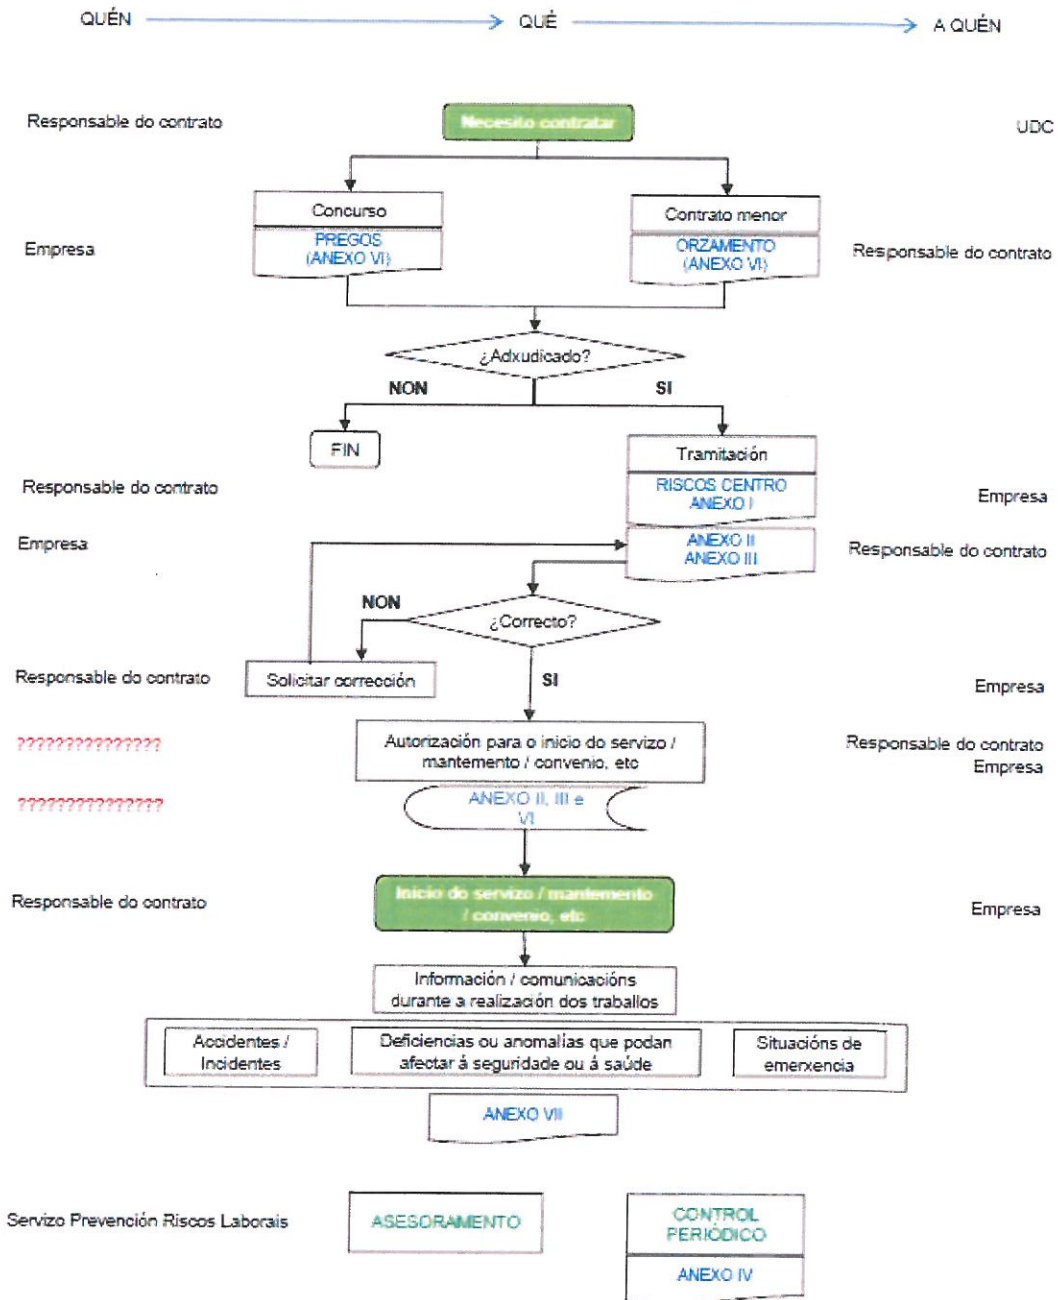 QUÉN
QUÉ
A QUÉN
Responsable do contrato
Necesito contratar
UDC
Concurso
Contrato menor
Empresa
PREGOS
(ANEXO VI)
ORZAMENTO
(ANEXO VI)
Responsable do contrato
¿Adxudicado?
NON
SI
FIN
Tramitación
Responsable do contrato
RISCOS CENTRO
ANEXO I
Empresa
Empresa
ANEXO II
ANEXO III
Responsable do contrato
NON
¿Correcto?
Responsable do contrato
Solicitar corrección
SI
Empresa
???????????????
Autorización para o inicio do servizo /
mantemento / convenio, etc
Responsable do contrato
Empresa
???????????????
ANEXO II, III e
VI
Responsable do contrato
Inicio do servizo / mantemento
/ convenio, etc
Empresa
Información / comunicacións
durante a realización dos traballos
Accidentes /
Incidentes
Deficiencias ou anomalías que podan
afectar á seguridade ou á saúde
Situacións de
emerxencia
ANEXO VII
Servizo Prevención Riscos Laborais
ASESORAMENTO
CONTROL
PERIÓDICO
ANEXO IV